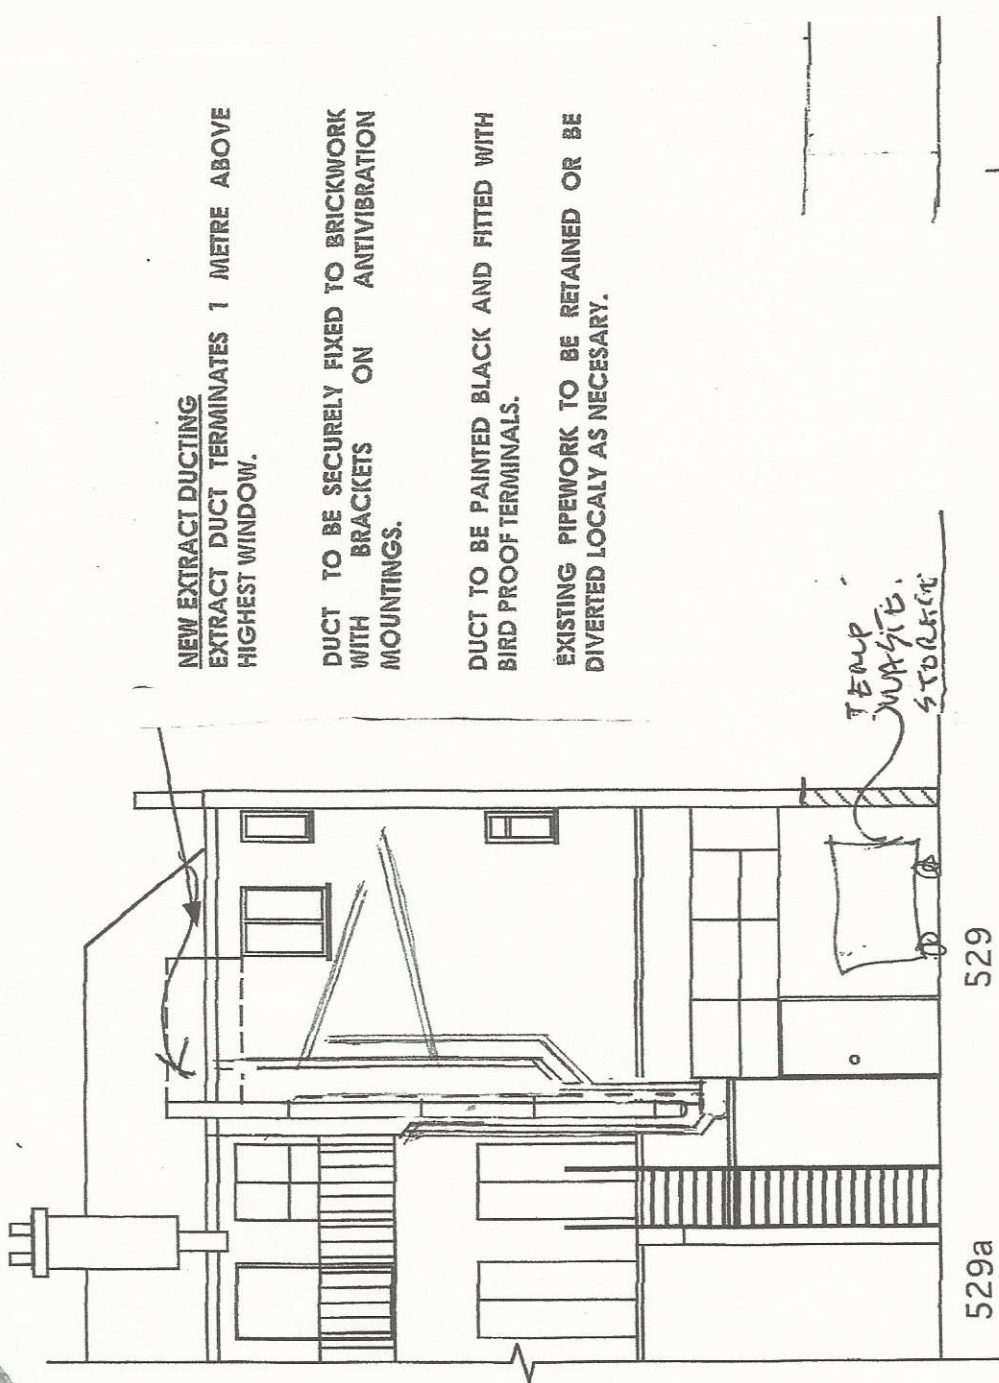 NEW EXTRACT DUCTING
EXTRACT DUCT TERMINATES 1 METRE ABOVE
HIGHEST WINDOW.
DUCT TO BE SECURELY FIXED TO BRICKWORK
WITH BRACKETS ON ANTIVIBRATION
MOUNTINGS.
DUCT TO BE PAINTED BLACK AND FITTED WITH
BIRD PROOF TERMINALS.
EXISTING PIPEWORK TO BE RETAINED OR BE
DIVERTED LOCALY AS NECESARY.
TEMP
WASTE.
STORAGE
529a
529